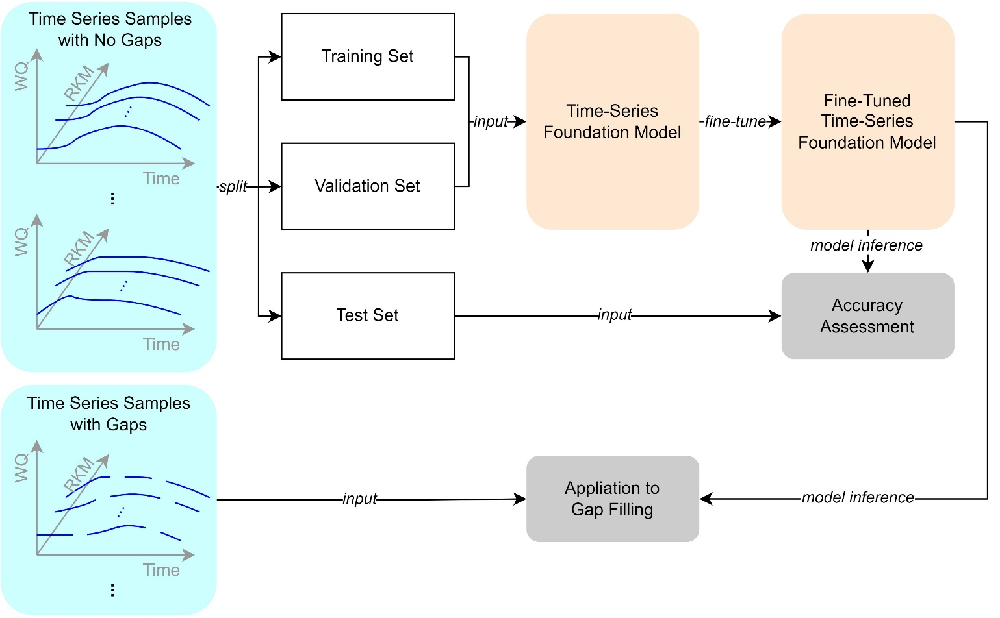 Time Series Samples
with No Gaps
WQ
RKM
Time
⋮
WQ
RKM
Time
split
Training Set
Validation Set
Test Set
input
Time-Series
Foundation Model
fine-tune
Fine-Tuned
Time-Series
Foundation Model
model inference
input
Accuracy
Assessment
Time Series Samples
with Gaps
WQ
RKM
Time
⋮
input
Appliation to
Gap Filling
model inference